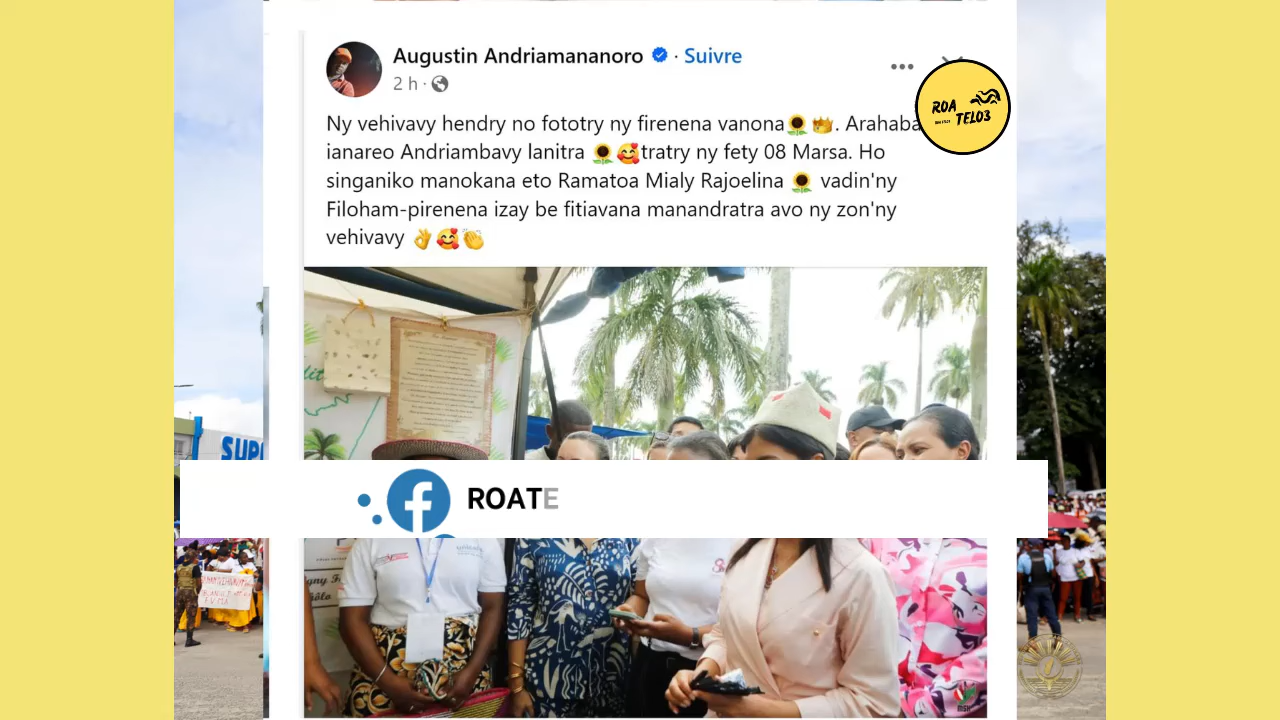 Augustin Andriamananoro · Suivre
2 h ·
Ny vehivavy hendry no fototry ny firenena vanona🌻👑. Arahaba
ianareo Andriambavy lanitra 🌻🥰tratry ny fety 08 Marsa. Ho
singaniko manokana eto Ramatoa Mialy Rajoelina 🌻 vadin'ny
Filoham-pirenena izay be fitiavana manandratra avo ny zon'ny
vehivavy 👌🥰👏
ROA
TELO3
SUP
ROATE